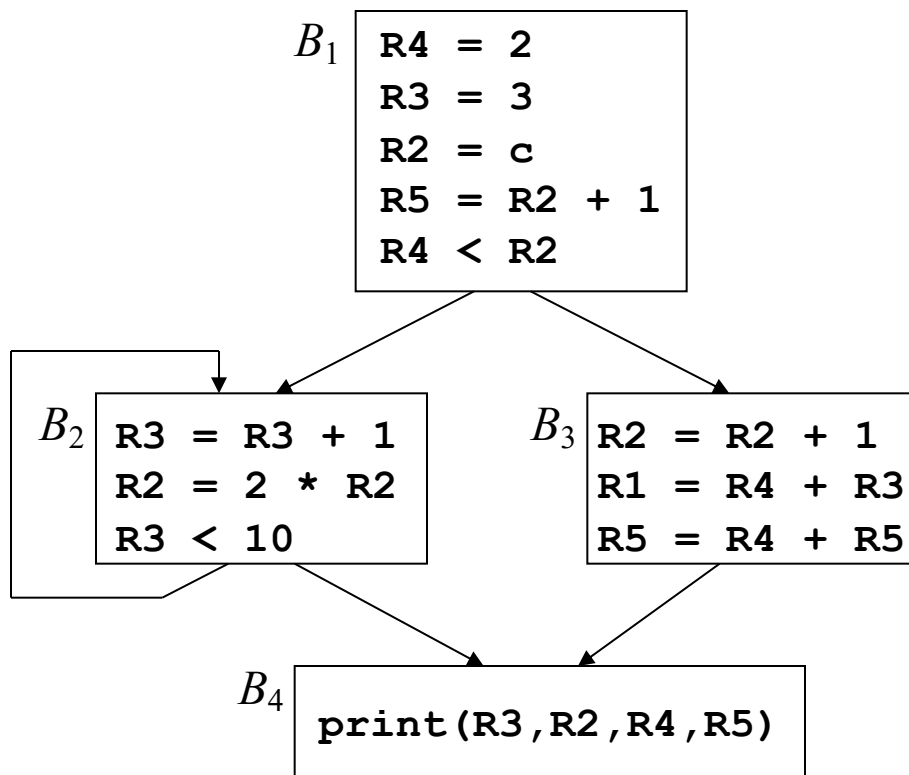 B1
R4 = 2
R3 = 3
R2 = c
R5 = R2 + 1
R4 < R2
B2
R3 = R3 + 1
R2 = 2 * R2
R3 < 10
B3
R2 = R2 + 1
R1 = R4 + R3
R5 = R4 + R5
B4
print(R3,R2,R4,R5)